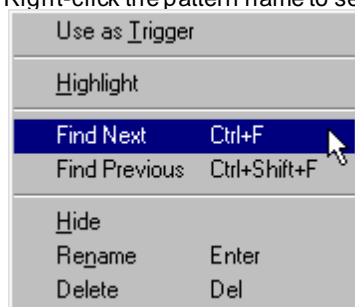 Right-click the pattern name to se
Use as Trigger
Highlight
Find Next Ctrl+F
Find Previous Ctrl+Shift+F
Hide
Rename Enter
Delete Del